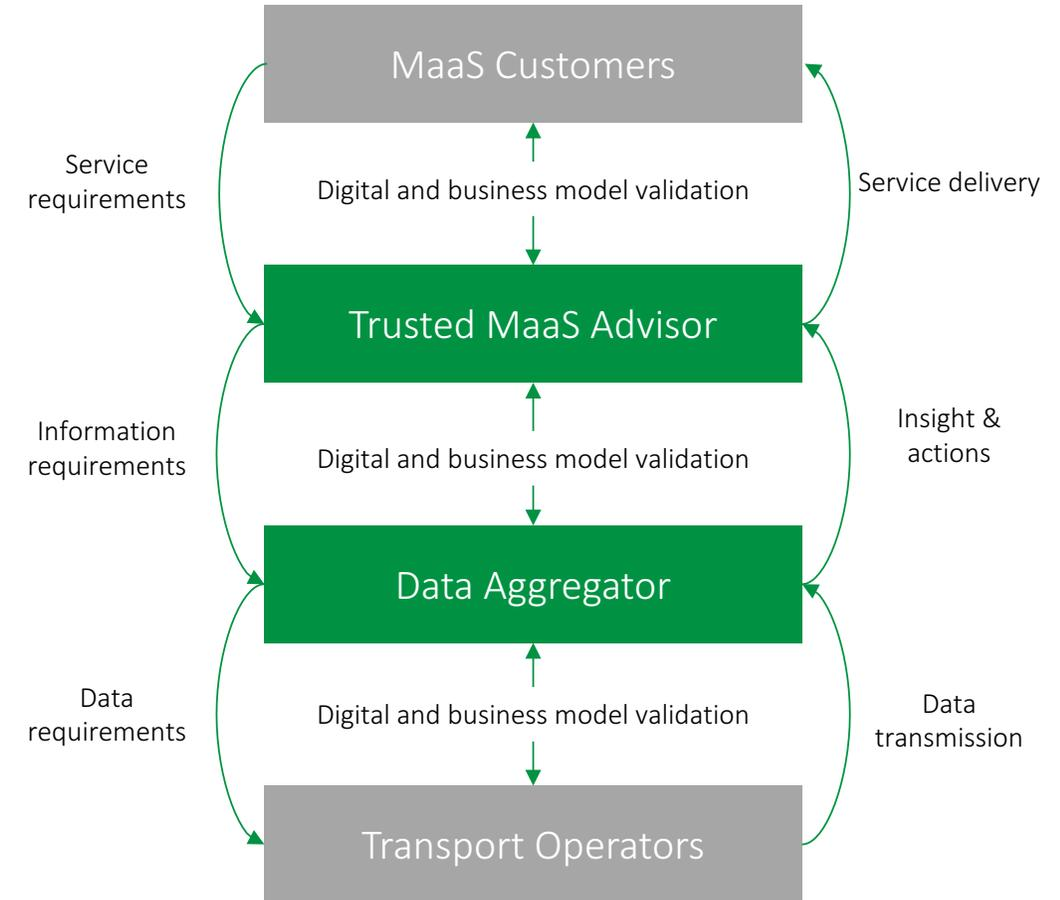 MaaS Customers
Service
requirements
Digital and business model validation
Service delivery
Trusted MaaS Advisor
Information
requirements
Digital and business model validation
Insight &
actions
Data Aggregator
Data
requirements
Digital and business model validation
Data
transmission
Transport Operators